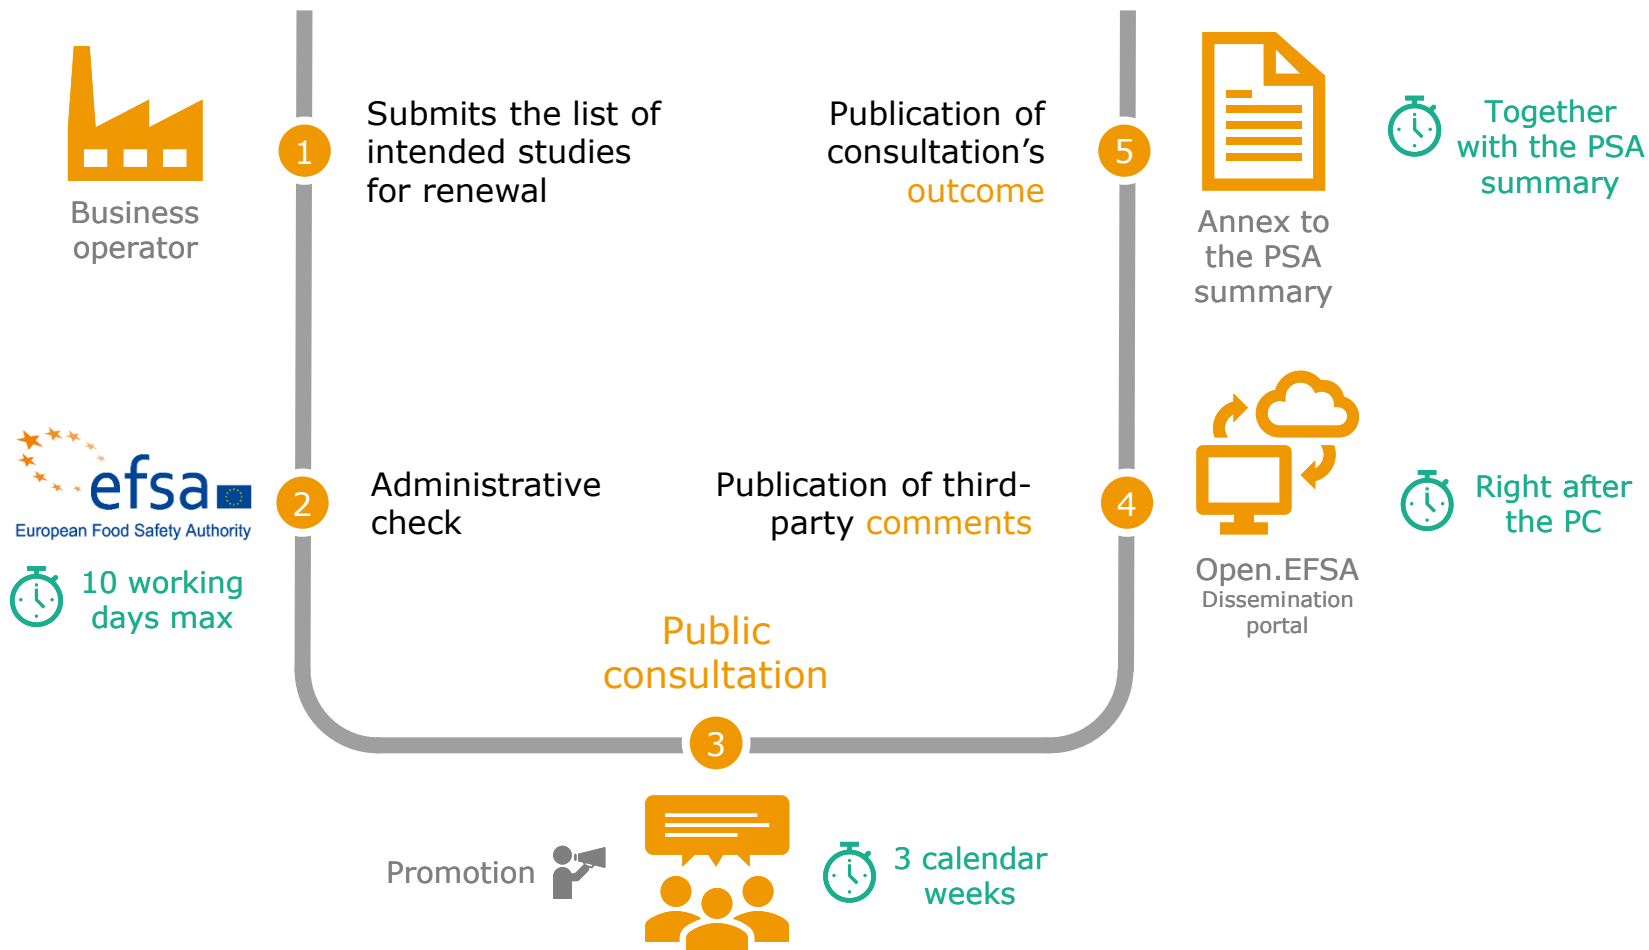 Business
operator
1
Submits the list of
intended studies
for renewal
efsa
European Food Safety Authority
10 working
days max
2
Administrative
check
Public
consultation
3
Promotion
3 calendar
weeks
Publication of third-
party comments
4
Open.EFSA
Dissemination
portal
Right after
the PC
Publication of
consultation’s
outcome
5
Annex to
the PSA
summary
Together
with the PSA
summary